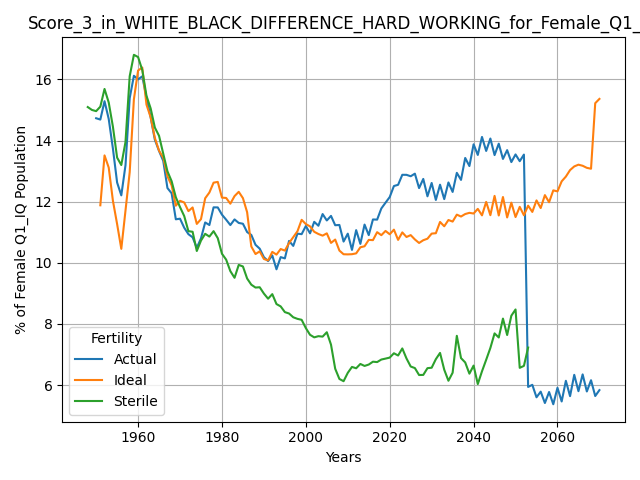 Score_3_in_WHITE_BLACK_DIFFERENCE_HARD_WORKING_for_Female_Q1_
% of Female Q1_IQ Population
16
14
12
10
8
6
Fertility
Actual
Ideal
Sterile
1960 1980 2000 2020 2040 2060
Years